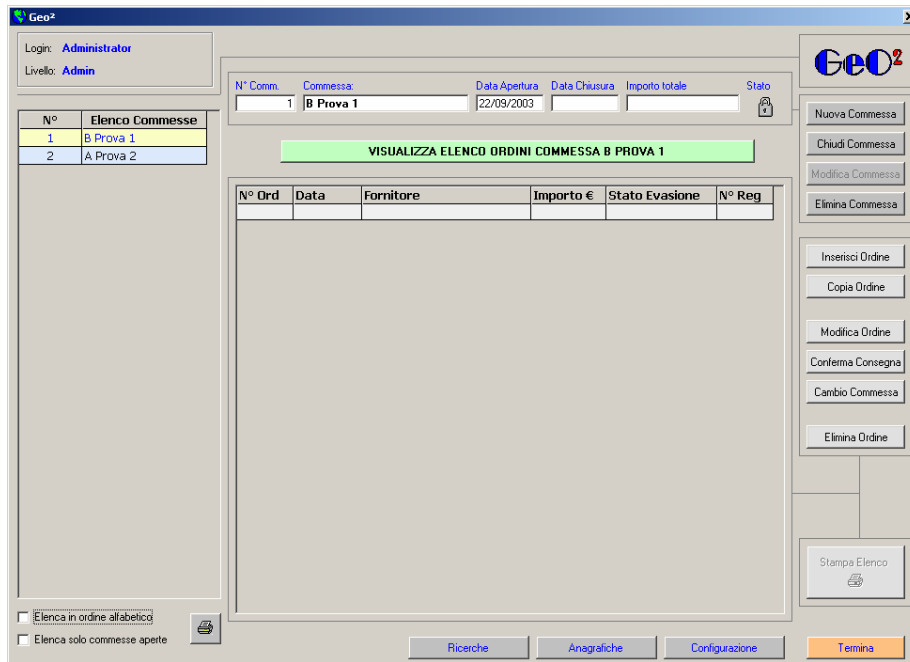 Geo²
Login: Administrator
Livello: Admin
GeO²
N° Comm. Commessa: Data Apertura Data Chiusura Importo totale Stato
1 B Prova 1 22/09/2003
N° Elenco Commesse
1 B Prova 1
2 A Prova 2
VISUALIZZA ELENCO ORDINI COMMESSA B PROVA 1
N° Ord Data Fornitore Importo € Stato Evasione N° Reg
Nuova Commessa
Chiudi Commessa
Modifica Commessa
Elimina Commessa
Inserisci Ordine
Copia Ordine
Modifica Ordine
Conferma Consegna
Cambio Commessa
Elimina Ordine
Stampa Elenco
Elenca in ordine alfabetico
Elenca solo commesse aperte
Ricerche Anagrafiche Configurazione Termina